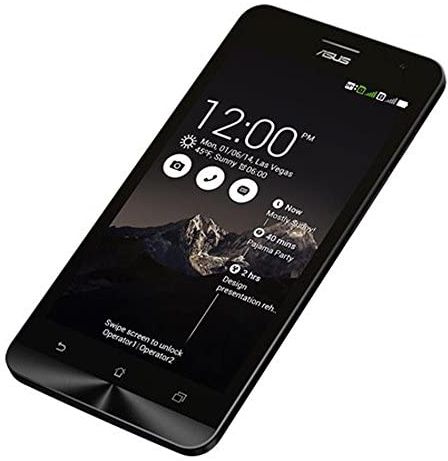 ASUS
12:00 PM
Mon, 01/06/14, Las Vegas
45°F, Sunny 06:00
Now
Mostly Sunny!
40 mins
Pajama Party
2 hrs
Design
presentation reh..
Swipe screen to unlock
Operator1 | Operator2